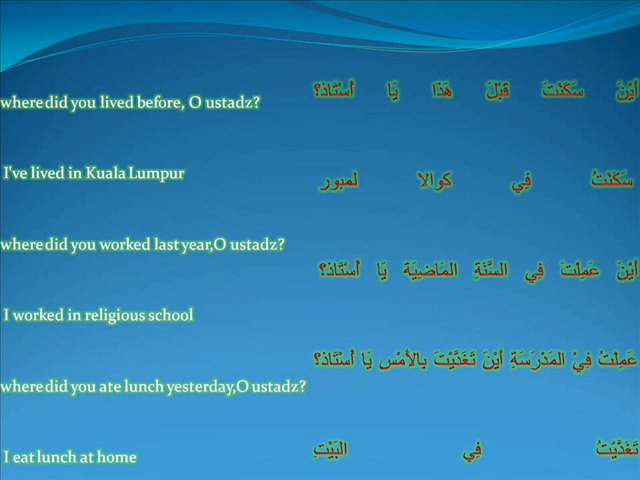 where did you lived before, O ustadz?
أَيْنَ سَكَنْتَ قَبْلَ هَذَا يَا أُسْتَاذ؟
I've lived in Kuala Lumpur
سَكَنْتُ فِي كوالا لمبور
where did you worked last year,O ustadz?
أَيْنَ عَمِلْتَ فِي السَّنَةِ المَاضِيَة يَا أُسْتَاذ؟
I worked in religious school
عَمِلْتُ فِيْ المَدْرَسَةِ أَيْنَ تَغَدَّيْتَ بِالأَمْسِ يَا أُسْتَاذ؟
where did you ate lunch yesterday,O ustadz?
I eat lunch at home
تَغَدَّيْتُ فِي البَيْتِ